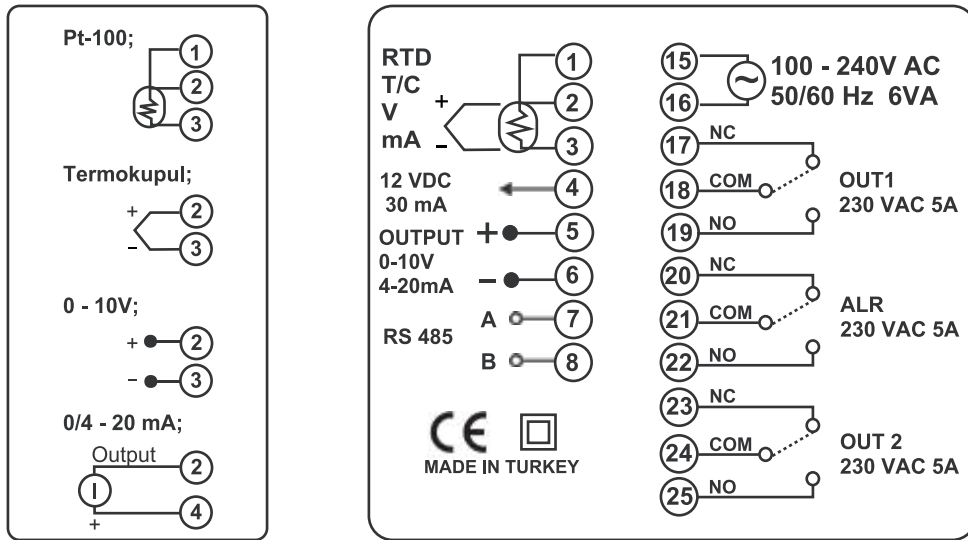 Pt-100;
1
2
3
Termokupul;
+ 2
– 3
0 - 10V;
+ 2
– 3
0/4 - 20 mA;
Output
2
I
4
+
RTD
T/C
V
mA
+
–
1
2
3
12 VDC
30 mA
4
OUTPUT
0-10V
4-20mA
+ 5
– 6
RS 485
A 7
B 8
CE
MADE IN TURKEY
15
16
~
100 - 240V AC
50/60 Hz 6VA
17 NC
18 COM
19 NO
OUT1
230 VAC 5A
20 NC
21 COM
22 NO
ALR
230 VAC 5A
23 NC
24 COM
25 NO
OUT 2
230 VAC 5A